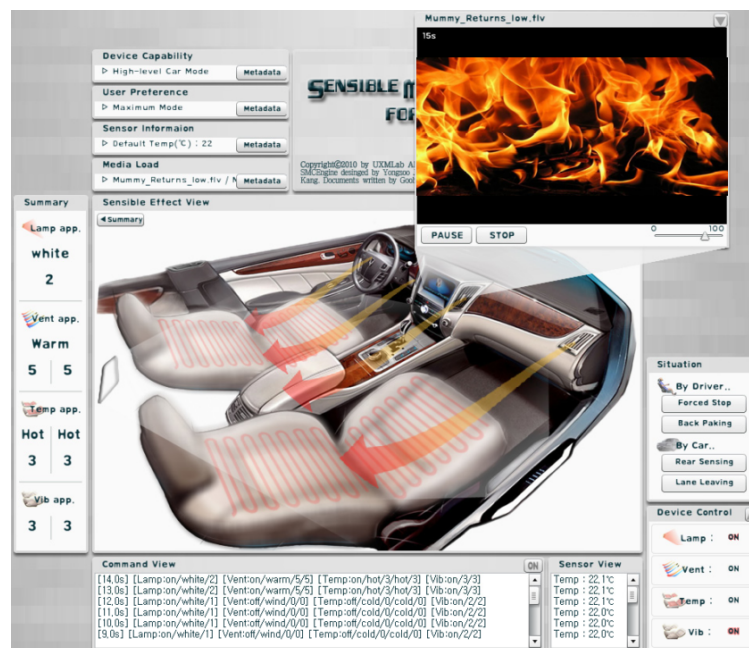 Mummy_Returns_low.flv
15s
PAUSE
STOP
0
100
Device Capability
High-level Car Mode
Metadata
User Preference
Maximum Mode
Metadata
Sensor Informaion
Default Temp(℃) : 22
Metadata
Media Load
Mummy_Returns_low.flv /
Metadata
SENSIBLE M
FOR
Copyright©2010 by UXMLab
SMCEngine desinged by Yongsoo
Kang. Documents written by
Summary
Lamp app.
white
2
Vent app.
Warm
5 5
Temp app.
Hot Hot
3 3
Vib app.
3 3
Sensible Effect View
Summary
Situation
By Driver..
Forced Stop
Back Paking
By Car..
Rear Sensing
Lane Leaving
Device Control
Lamp : ON
Vent : ON
Temp : ON
Vib : ON
Command View ON
[14,0s] [Lamp:on/white/2] [Vent:on/warm/5/5] [Temp:on/hot/3/hot/3] [Vib:on/3/3]
[13,0s] [Lamp:on/white/2] [Vent:on/warm/5/5] [Temp:on/hot/3/hot/3] [Vib:on/3/3]
[12,0s] [Lamp:on/white/1] [Vent:off/wind/0/0] [Temp:off/cold/0/cold/0] [Vib:on/2/2]
[11,0s] [Lamp:on/white/1] [Vent:off/wind/0/0] [Temp:off/cold/0/cold/0] [Vib:on/2/2]
[10,0s] [Lamp:on/white/1] [Vent:off/wind/0/0] [Temp:off/cold/0/cold/0] [Vib:on/2/2]
[9,0s] [Lamp:on/white/1] [Vent:off/wind/0/0] [Temp:off/cold/0/cold/0] [Vib:on/2/2]
Sensor View
Temp : 22,1℃
Temp : 22,1℃
Temp : 22,1℃
Temp : 22,0℃
Temp : 22,0℃
Temp : 22,0℃